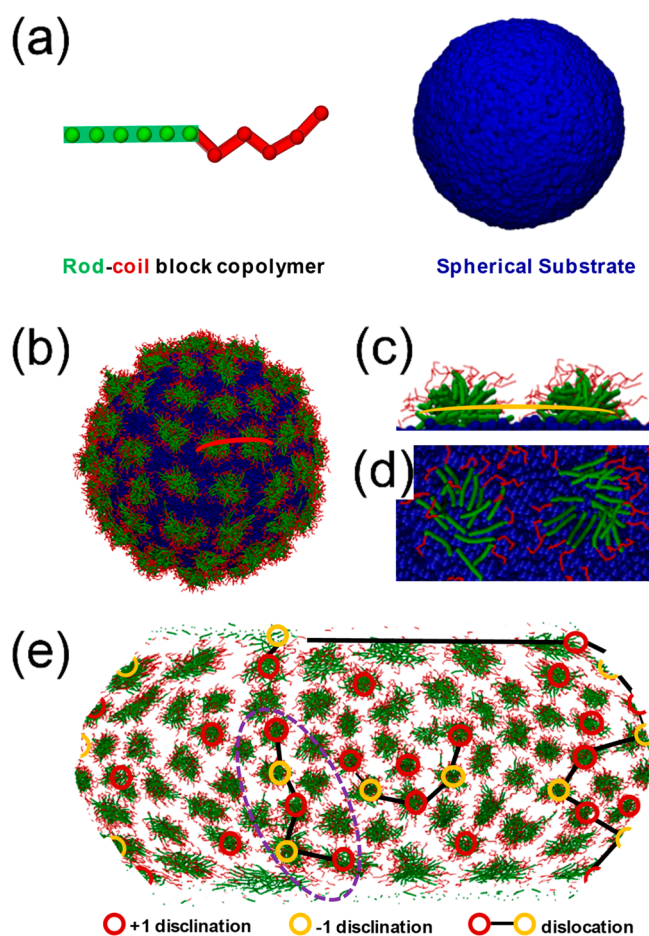 (a)
Rod-coil block copolymer
Spherical Substrate
(b)
(c)
(d)
(e)
+1 disclination
-1 disclination
dislocation